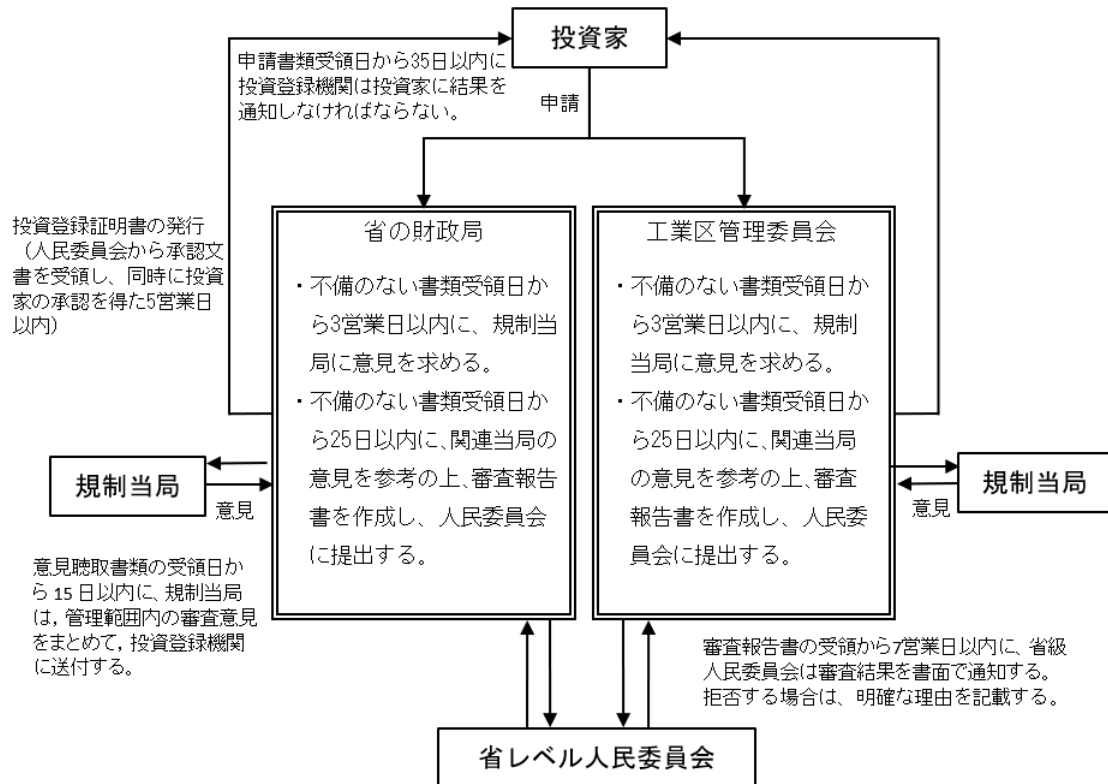 投資家
申請書類受領日から35日以内に
投資登録機関は投資家に結果を
通知しなければならない。
申請
投資登録証明書の発行
（人民委員会から承認文
書を受領し、同時に投資
家の承認を得た5営業日
以内）
省の財政局
・不備のない書類受領日か
ら3営業日以内に、規制当
局に意見を求める。
・不備のない書類受領日か
ら25日以内に、関連当局の
意見を参考の上、審査報告
書を作成し、人民委員会
に提出する。
工業区管理委員会
・不備のない書類受領日か
ら3営業日以内に、規制
当局に意見を求める。
・不備のない書類受領日か
ら25日以内に、関連当局
の意見を参考の上、審査
報告書を作成し、人民委
員会に提出する。
規制当局
意見
規制当局
意見
意見聴取書類の受領日か
ら 15 日以内に、規制当局
は，管理範囲内の審査意見
をまとめて，投資登録機関
に送付する。
審査報告書の受領から7営業日以内に、省級
人民委員会は審査結果を書面で通知する。
拒否する場合は、明確な理由を記載する。
省レベル人民委員会